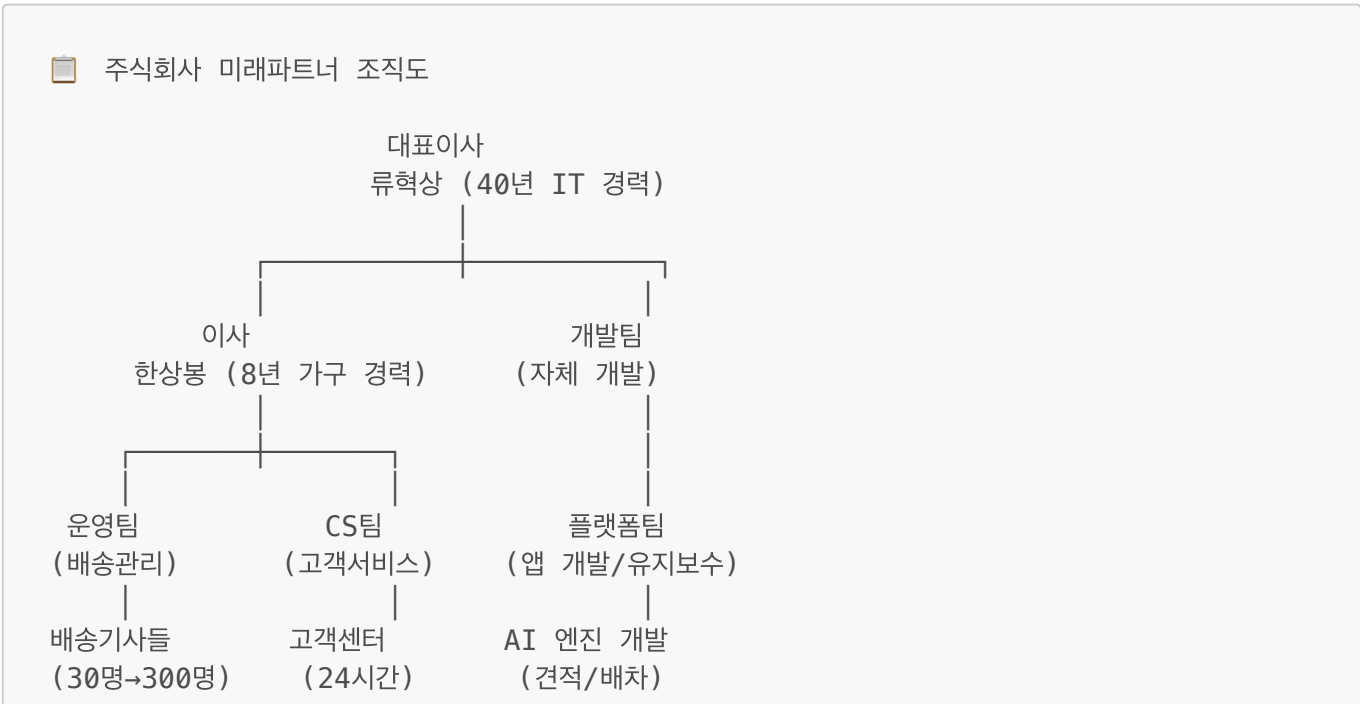 📋 주식회사 미래파트너 조직도
대표이사
류혁상 (40년 IT 경력)
이사 개발팀
한상봉 (8년 가구 경력) (자체 개발)
운영팀 CS팀 플랫폼팀
(배송관리) (고객서비스) (앱 개발/유지보수)
배송기사들 고객센터 AI 엔진 개발
(30명→300명) (24시간) (견적/배차)